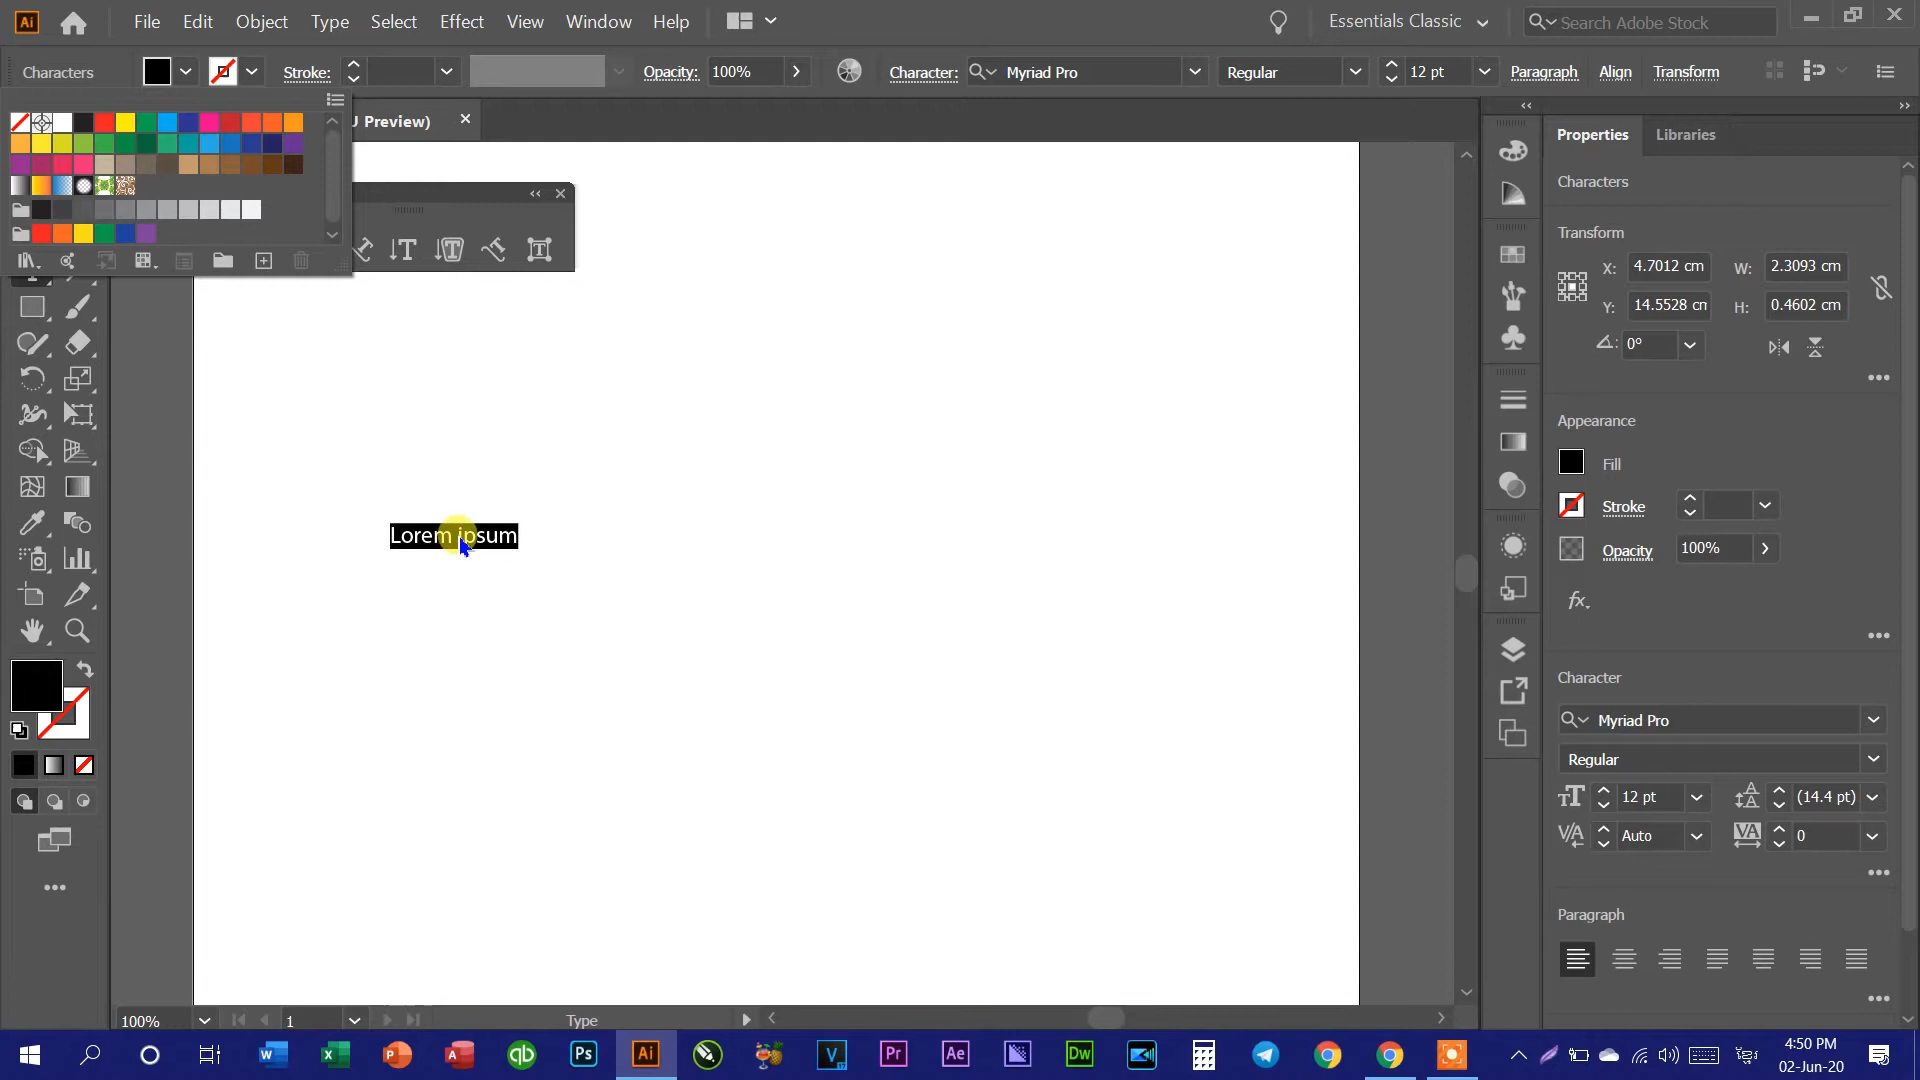 File Edit Object Type Select Effect View Window Help Essentials Classic Search Adobe Stock
Characters Stroke: Opacity: 100% Character: Myriad Pro Regular 12 pt Paragraph Align Transform
U Preview)
Properties Libraries
Characters
Transform
X: 4.7012 cm W: 2.3093 cm
Y: 14.5528 cm H: 0.4602 cm
0°
Appearance
Fill
Stroke
Opacity 100%
fx
Lorem ipsum
Character
Myriad Pro
Regular
12 pt (14.4 pt)
Auto 0
Paragraph
100% 1 Type
4:50 PM
02-Jun-20